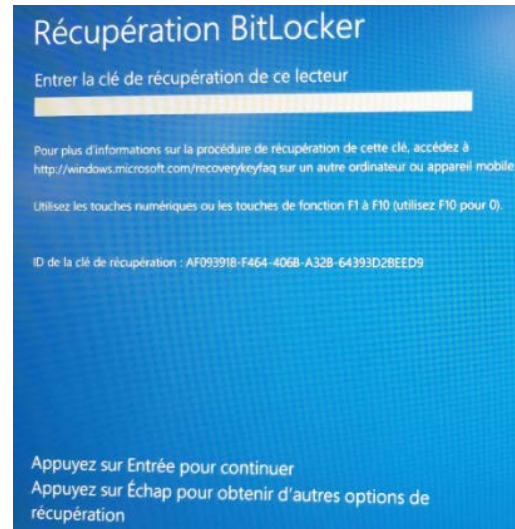 Récupération BitLocker
Entrer la clé de récupération de ce lecteur
Pour plus d'informations sur la procédure de récupération de cette clé, accédez à
http://windows.microsoft.com/recoverykeyfaq sur un autre ordinateur ou appareil mobile
Utilisez les touches numériques ou les touches de fonction F1 à F10 (utilisez F10 pour 0).
ID de la clé de récupération : AF09391B-F464-406B-A32B-64393D2BEED9
Appuyez sur Entrée pour continuer
Appuyez sur Échap pour obtenir d'autres options de
récupération